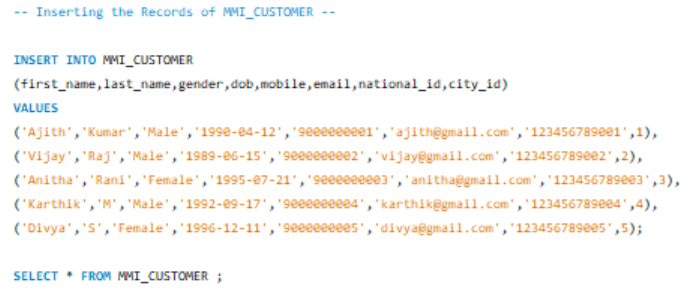 -- Inserting the Records of MMI_CUSTOMER --
INSERT INTO MMI_CUSTOMER
(first_name,last_name,gender,dob,mobile,email,national_id,city_id)
VALUES
('Ajith','Kumar','Male','1990-04-12','9000000001','ajith@gmail.com','123456789001',1),
('Vijay','Raj','Male','1989-06-15','9000000002','vijay@gmail.com','123456789002',2),
('Anitha','Rani','Female','1995-07-21','9000000003','anitha@gmail.com','123456789003',3),
('Karthik','M','Male','1992-09-17','9000000004','karthik@gmail.com','123456789004',4),
('Divya','S','Female','1996-12-11','9000000005','divya@gmail.com','123456789005',5);
SELECT * FROM MMI_CUSTOMER ;